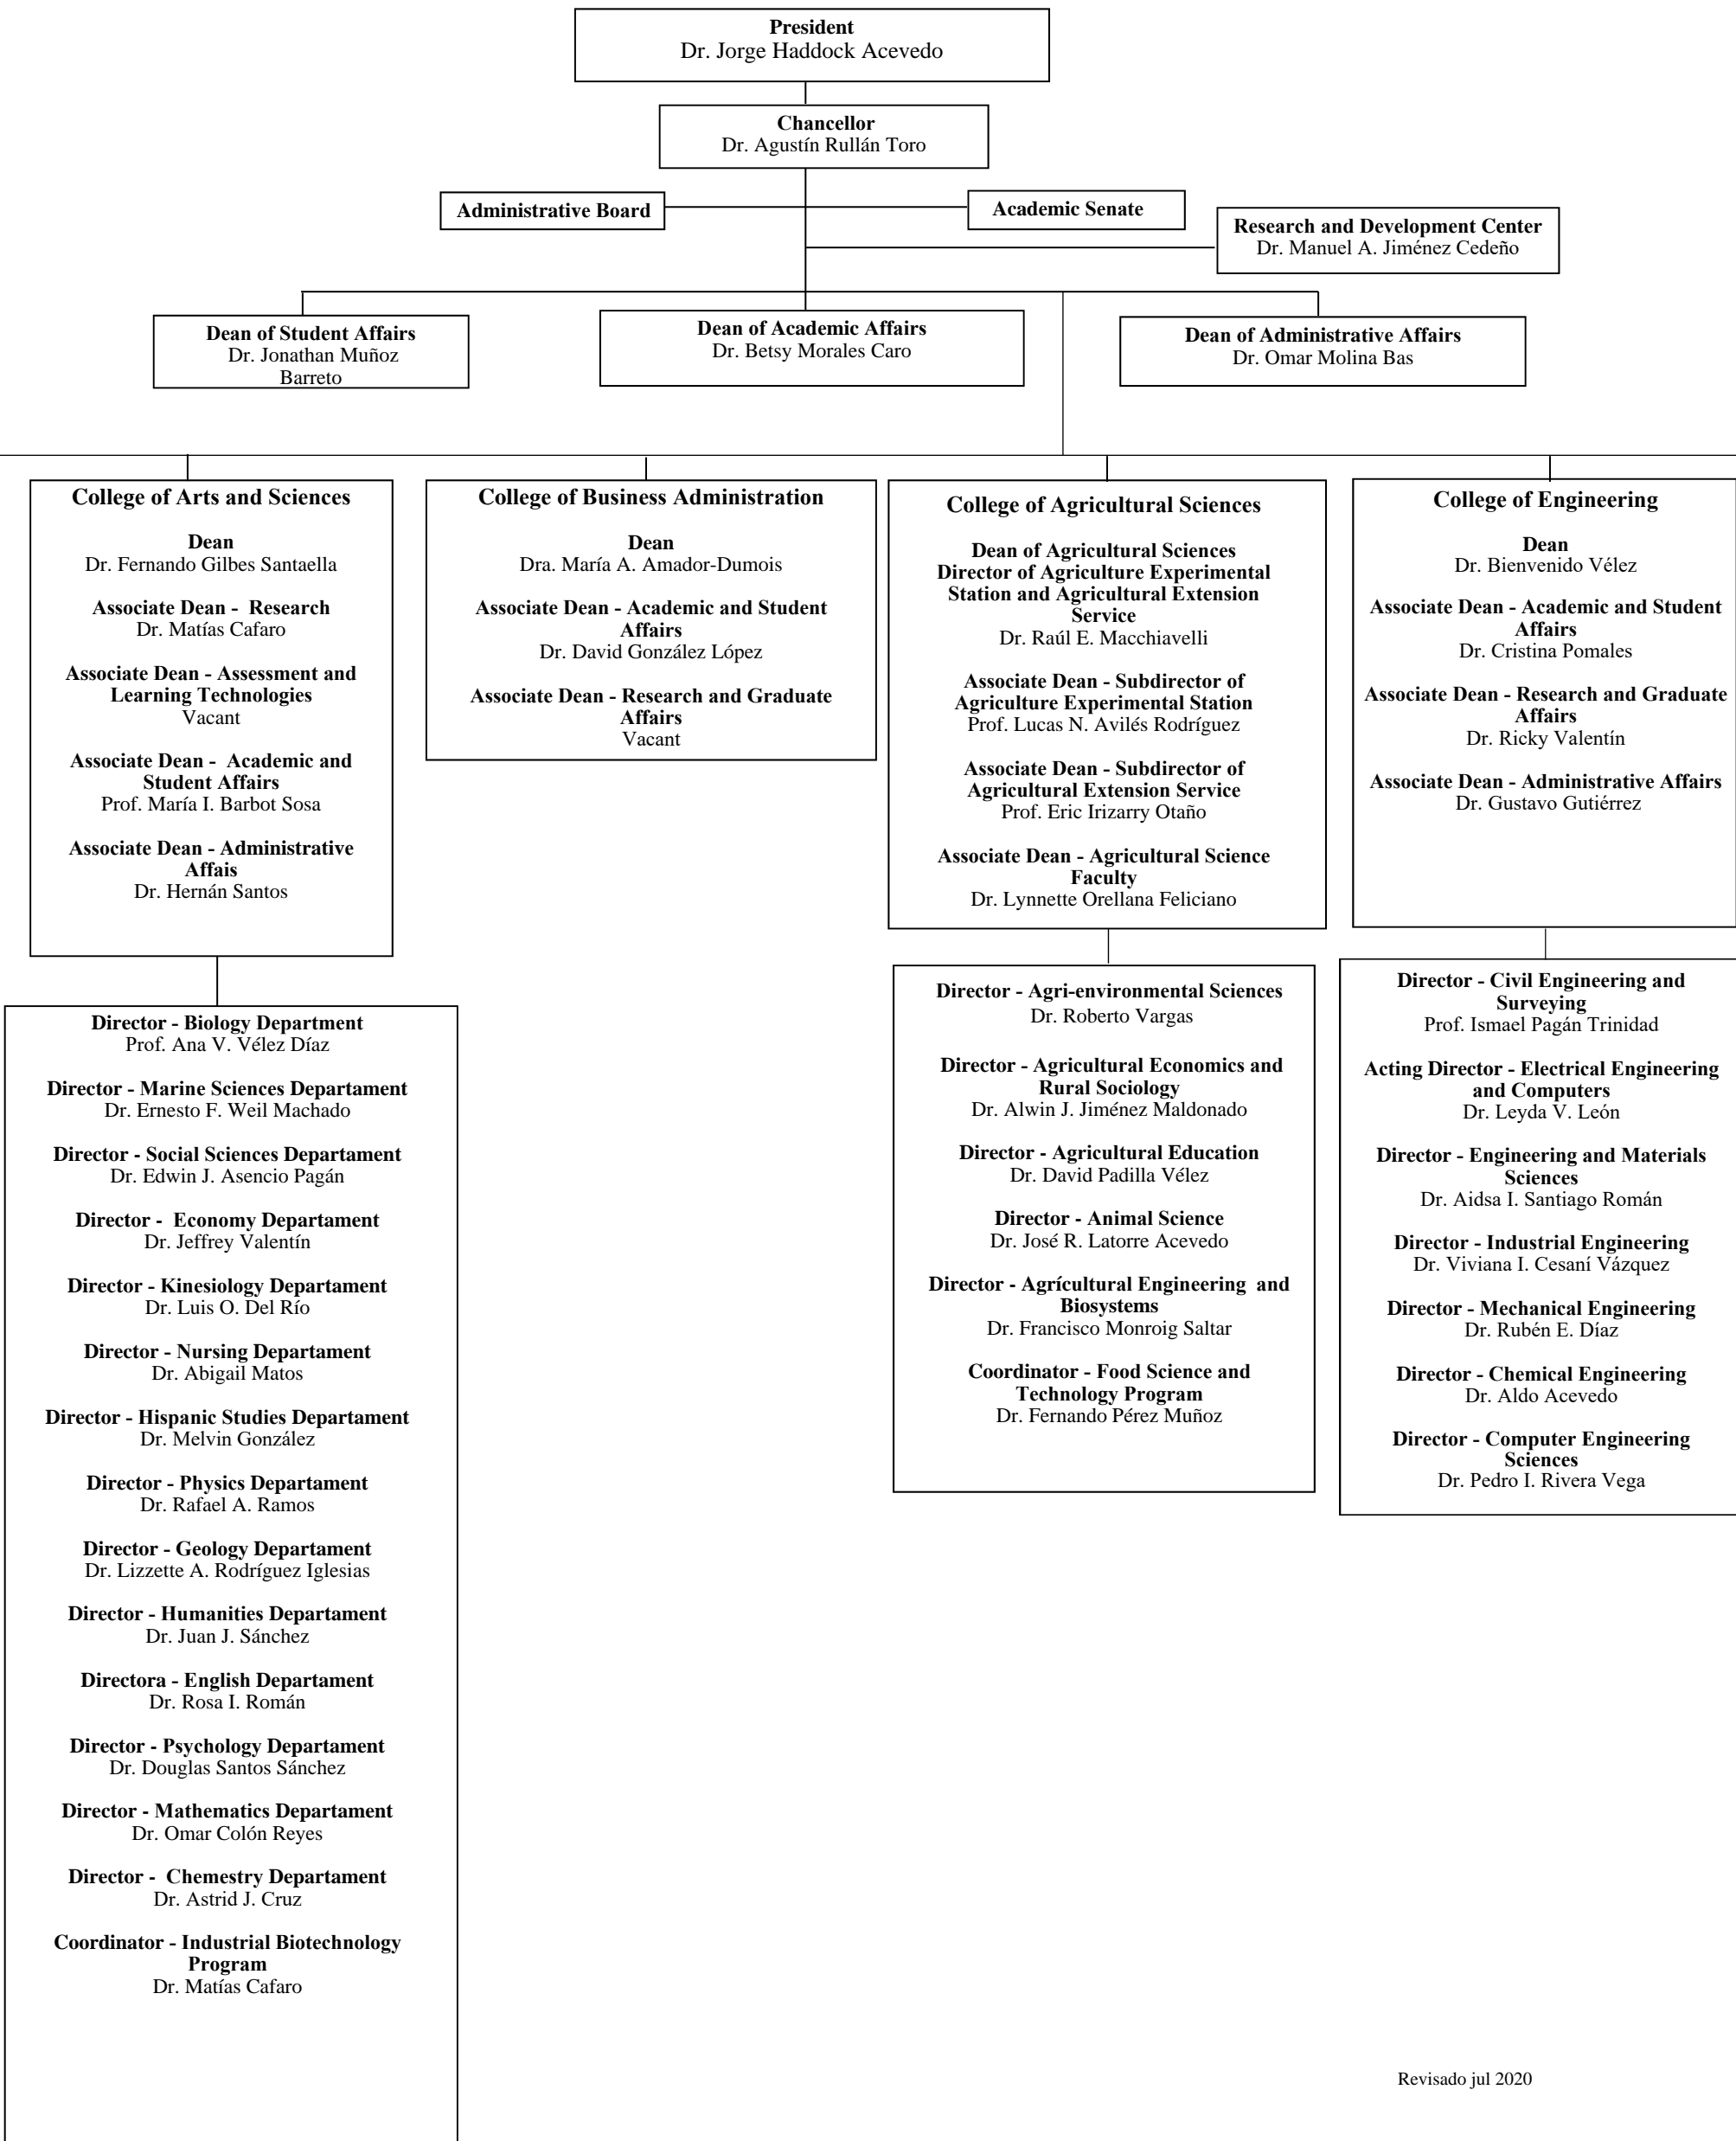 President
Dr. Jorge Haddock Acevedo
Chancellor
Dr. Agustín Rullán Toro
Administrative Board
Academic Senate
Research and Development Center
Dr. Manuel A. Jiménez Cedeño
Dean of Student Affairs
Dr. Jonathan Muñoz
Barreto
Dean of Academic Affairs
Dr. Betsy Morales Caro
Dean of Administrative Affairs
Dr. Omar Molina Bas
College of Arts and Sciences
Dean
Dr. Fernando Gilbes Santaella
Associate Dean - Research
Dr. Matías Cafaro
Associate Dean - Assessment and
Learning Technologies
Vacant
Associate Dean - Academic and
Student Affairs
Prof. María I. Barbot Sosa
Associate Dean - Administrative
Affais
Dr. Hernán Santos
College of Business Administration
Dean
Dra. María A. Amador-Dumois
Associate Dean - Academic and Student
Affairs
Dr. David González López
Associate Dean - Research and Graduate
Affairs
Vacant
College of Agricultural Sciences
Dean of Agricultural Sciences
Director of Agriculture Experimental
Station and Agricultural Extension
Service
Dr. Raúl E. Macchiavelli
Associate Dean - Subdirector of
Agriculture Experimental Station
Prof. Lucas N. Avilés Rodríguez
Associate Dean - Subdirector of
Agricultural Extension Service
Prof. Eric Irizarry Otaño
Associate Dean - Agricultural Science
Faculty
Dr. Lynnette Orellana Feliciano
College of Engineering
Dean
Dr. Bienvenido Vélez
Associate Dean - Academic and Student
Affairs
Dr. Cristina Pomales
Associate Dean - Research and Graduate
Affairs
Dr. Ricky Valentín
Associate Dean - Administrative Affairs
Dr. Gustavo Gutiérrez
Director - Biology Department
Prof. Ana V. Vélez Díaz
Director - Marine Sciences Departament
Dr. Ernesto F. Weil Machado
Director - Social Sciences Departament
Dr. Edwin J. Asencio Pagán
Director - Economy Departament
Dr. Jeffrey Valentín
Director - Kinesiology Departament
Dr. Luis O. Del Río
Director - Nursing Departament
Dr. Abigail Matos
Director - Hispanic Studies Departament
Dr. Melvin González
Director - Physics Departament
Dr. Rafael A. Ramos
Director - Geology Departament
Dr. Lizzette A. Rodríguez Iglesias
Director - Humanities Departament
Dr. Juan J. Sánchez
Directora - English Departament
Dr. Rosa I. Román
Director - Psychology Departament
Dr. Douglas Santos Sánchez
Director - Mathematics Departament
Dr. Omar Colón Reyes
Director - Chemestry Departament
Dr. Astrid J. Cruz
Coordinator - Industrial Biotechnology
Program
Dr. Matías Cafaro
Director - Agri-environmental Sciences
Dr. Roberto Vargas
Director - Agricultural Economics and
Rural Sociology
Dr. Alwin J. Jiménez Maldonado
Director - Agricultural Education
Dr. David Padilla Vélez
Director - Animal Science
Dr. José R. Latorre Acevedo
Director - Agrícultural Engineering and
Biosystems
Dr. Francisco Monroig Saltar
Coordinator - Food Science and
Technology Program
Dr. Fernando Pérez Muñoz
Director - Civil Engineering and
Surveying
Prof. Ismael Pagán Trinidad
Acting Director - Electrical Engineering
and Computers
Dr. Leyda V. León
Director - Engineering and Materials
Sciences
Dr. Aidsa I. Santiago Román
Director - Industrial Engineering
Dr. Viviana I. Cesaní Vázquez
Director - Mechanical Engineering
Dr. Rubén E. Díaz
Director - Chemical Engineering
Dr. Aldo Acevedo
Director - Computer Engineering
Sciences
Dr. Pedro I. Rivera Vega
Revisado jul 2020